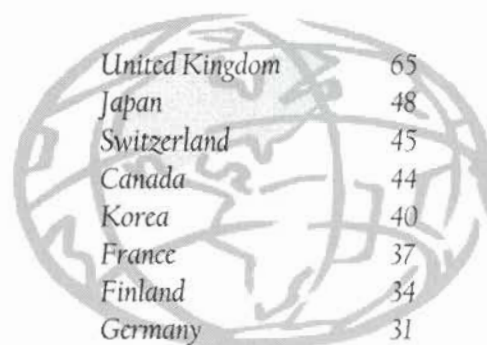 United Kingdom 65
Japan 48
Switzerland 45
Canada 44
Korea 40
France 37
Finland 34
Germany 31